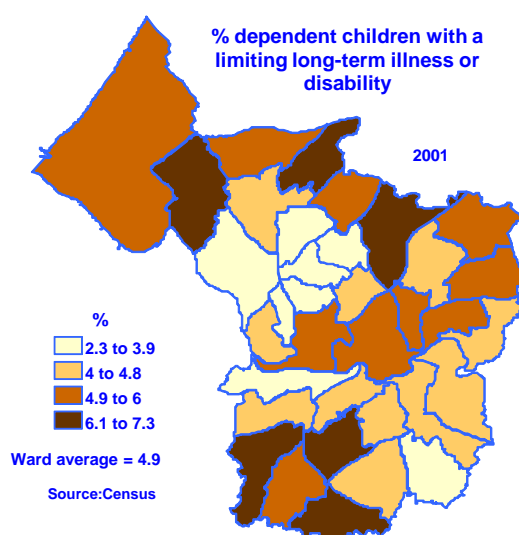 % dependent children with a
limiting long-term illness or
disability
2001
%
2.3 to 3.9
4 to 4.8
4.9 to 6
6.1 to 7.3
Ward average = 4.9
Source:Census